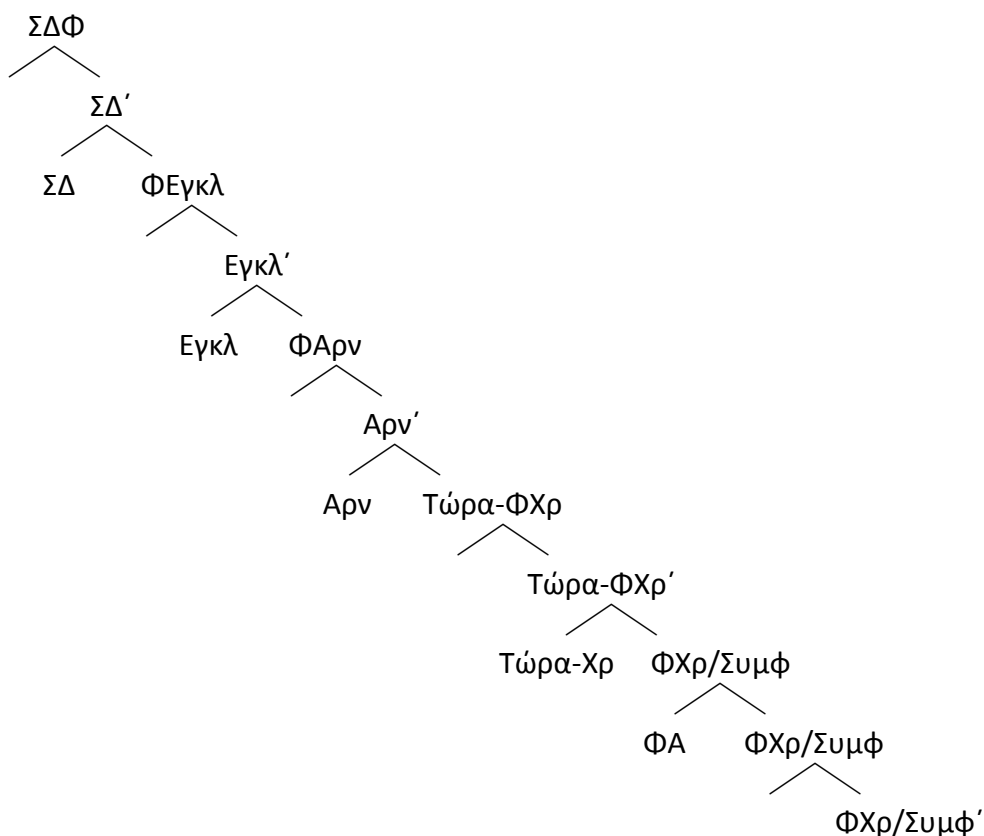 ΣΔΦ
ΣΔ΄
ΣΔ ΦΕγκλ
Εγκλ΄
Εγκλ ΦΑρν
Αρν΄
Αρν Τώρα-ΦΧρ
Τώρα-ΦΧρ΄
Τώρα-Χρ ΦΧρ/Συμφ
ΦΑ ΦΧρ/Συμφ
ΦΧρ/Συμφ΄